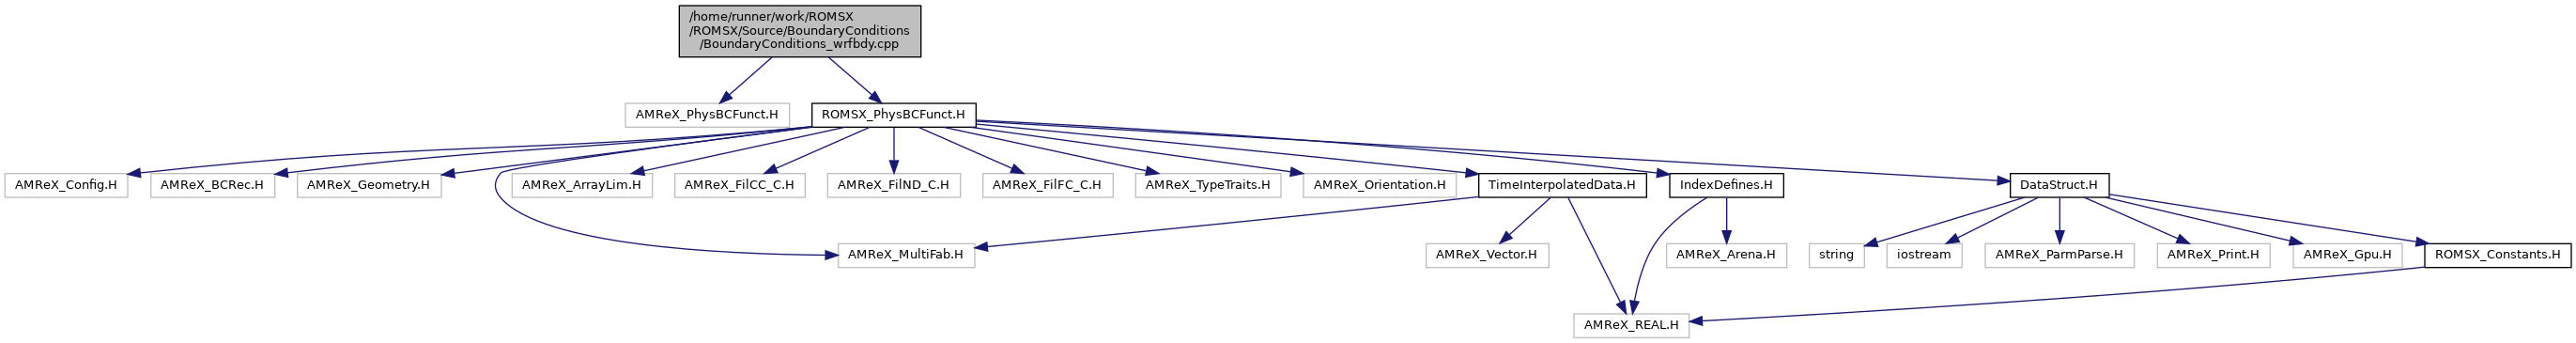 /home/runner/work/ROMSX
/ROMSX/Source/BoundaryConditions
/BoundaryConditions_wrfbdy.cpp
AMReX_PhysBCFunct.H
ROMSX_PhysBCFunct.H
AMReX_Config.H
AMReX_BCRec.H
AMReX_Geometry.H
AMReX_ArrayLim.H
AMReX_FilCC_C.H
AMReX_FilND_C.H
AMReX_FilFC_C.H
AMReX_TypeTraits.H
AMReX_Orientation.H
TimeInterpolatedData.H
IndexDefines.H
DataStruct.H
AMReX_MultiFab.H
AMReX_Vector.H
AMReX_Arena.H
string
iostream
AMReX_ParmParse.H
AMReX_Print.H
AMReX_Gpu.H
ROMSX_Constants.H
AMReX_REAL.H